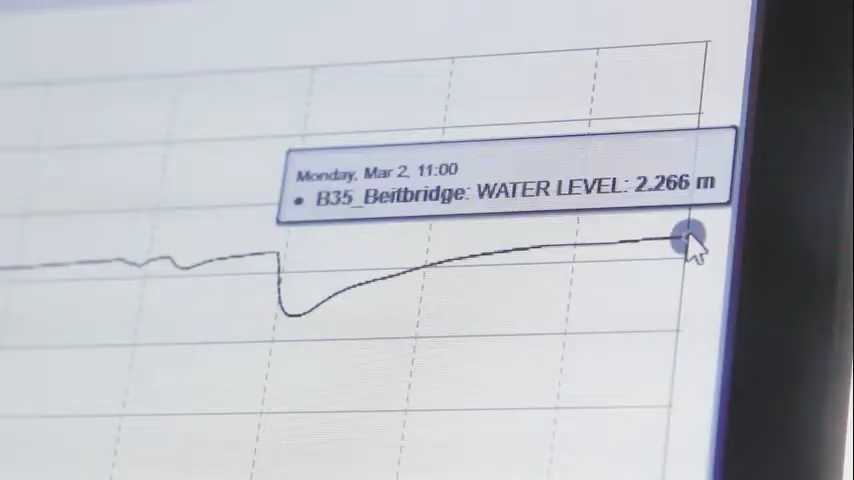 Monday, Mar 2, 11:00
• B35_Beitbridge: WATER LEVEL: 2.266 m